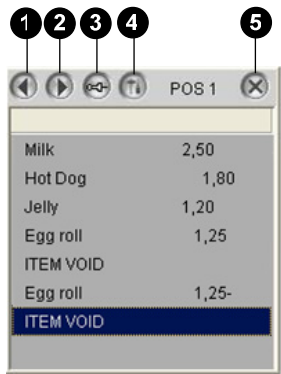 1 2 3 4 5
POS 1
Milk 2,50
Hot Dog 1,80
Jelly 1,20
Egg roll 1,25
ITEM VOID
Egg roll 1,25-
ITEM VOID